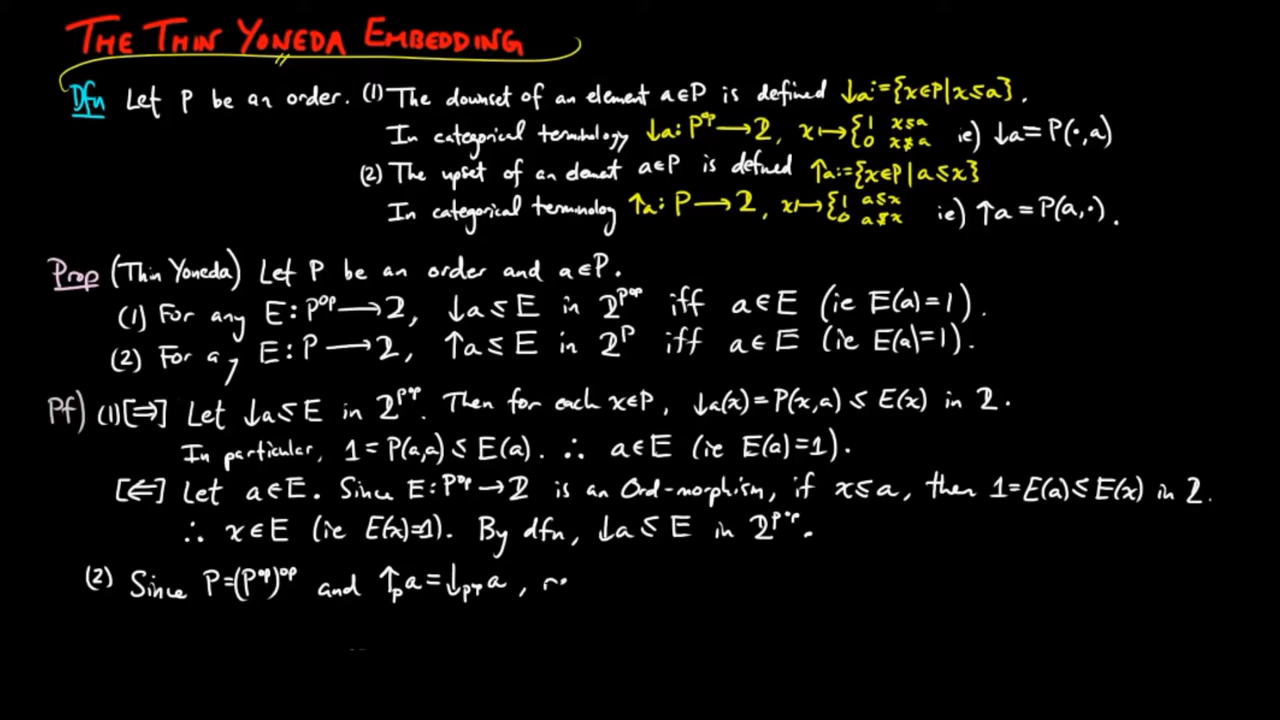 THE THIN YONEDA EMBEDDING
Dfn Let P be an order. (1) The downset of an element a∈P is defined ↓a:={x∈P|x≤a}.
In categorical terminology ↓a: P^op → 2, x ↦ {1 x≤a 0 x≰a ie) ↓a=P(·,a)
(2) The upset of an element a∈P is defined ↑a:={x∈P|a≤x}
In categorical terminolog ↑a: P → 2, x ↦ {1 a≤x 0 a≰x ie) ↑a=P(a,·).
Prop (Thin Yoneda) Let P be an order and a∈P.
(1) For any E: P^op → 2, ↓a≤E in 2^P^op iff a∈E (ie E(a)=1).
(2) For any E: P → 2, ↑a≤E in 2^P iff a∈E (ie E(a)=1).
Pf) (1)[⇒] Let ↓a≤E in 2^P^op. Then for each x∈P, ↓a(x)=P(x,a)≤E(x) in 2.
In particular, 1=P(a,a)≤E(a). ∴ a∈E (ie E(a)=1).
[⇐] Let a∈E. Since E: P^op → 2 is an Ord-morphism, if x≤a, then 1=E(a)≤E(x) in 2.
∴ x∈E (ie E(x)=1). By dfn, ↓a≤E in 2^P^op.
(2) Since P=(P^op)^op and ↑_P a=↓_P^op a,